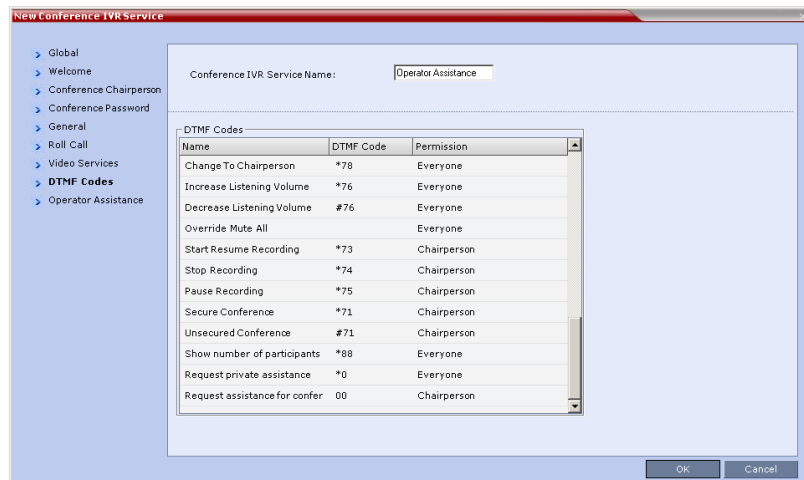 New Conference IVR Service
Global
Welcome
Conference Chairperson
Conference Password
General
Roll Call
Video Services
DTMF Codes
Operator Assistance
Conference IVR Service Name: Operator Assistance
DTMF Codes
Name DTMF Code Permission
Change To Chairperson *78 Everyone
Increase Listening Volume *76 Everyone
Decrease Listening Volume #76 Everyone
Override Mute All Everyone
Start Resume Recording *73 Chairperson
Stop Recording *74 Chairperson
Pause Recording *75 Chairperson
Secure Conference *71 Chairperson
Unsecured Conference #71 Chairperson
Show number of participants *88 Everyone
Request private assistance *0 Everyone
Request assistance for confer 00 Chairperson
OK Cancel